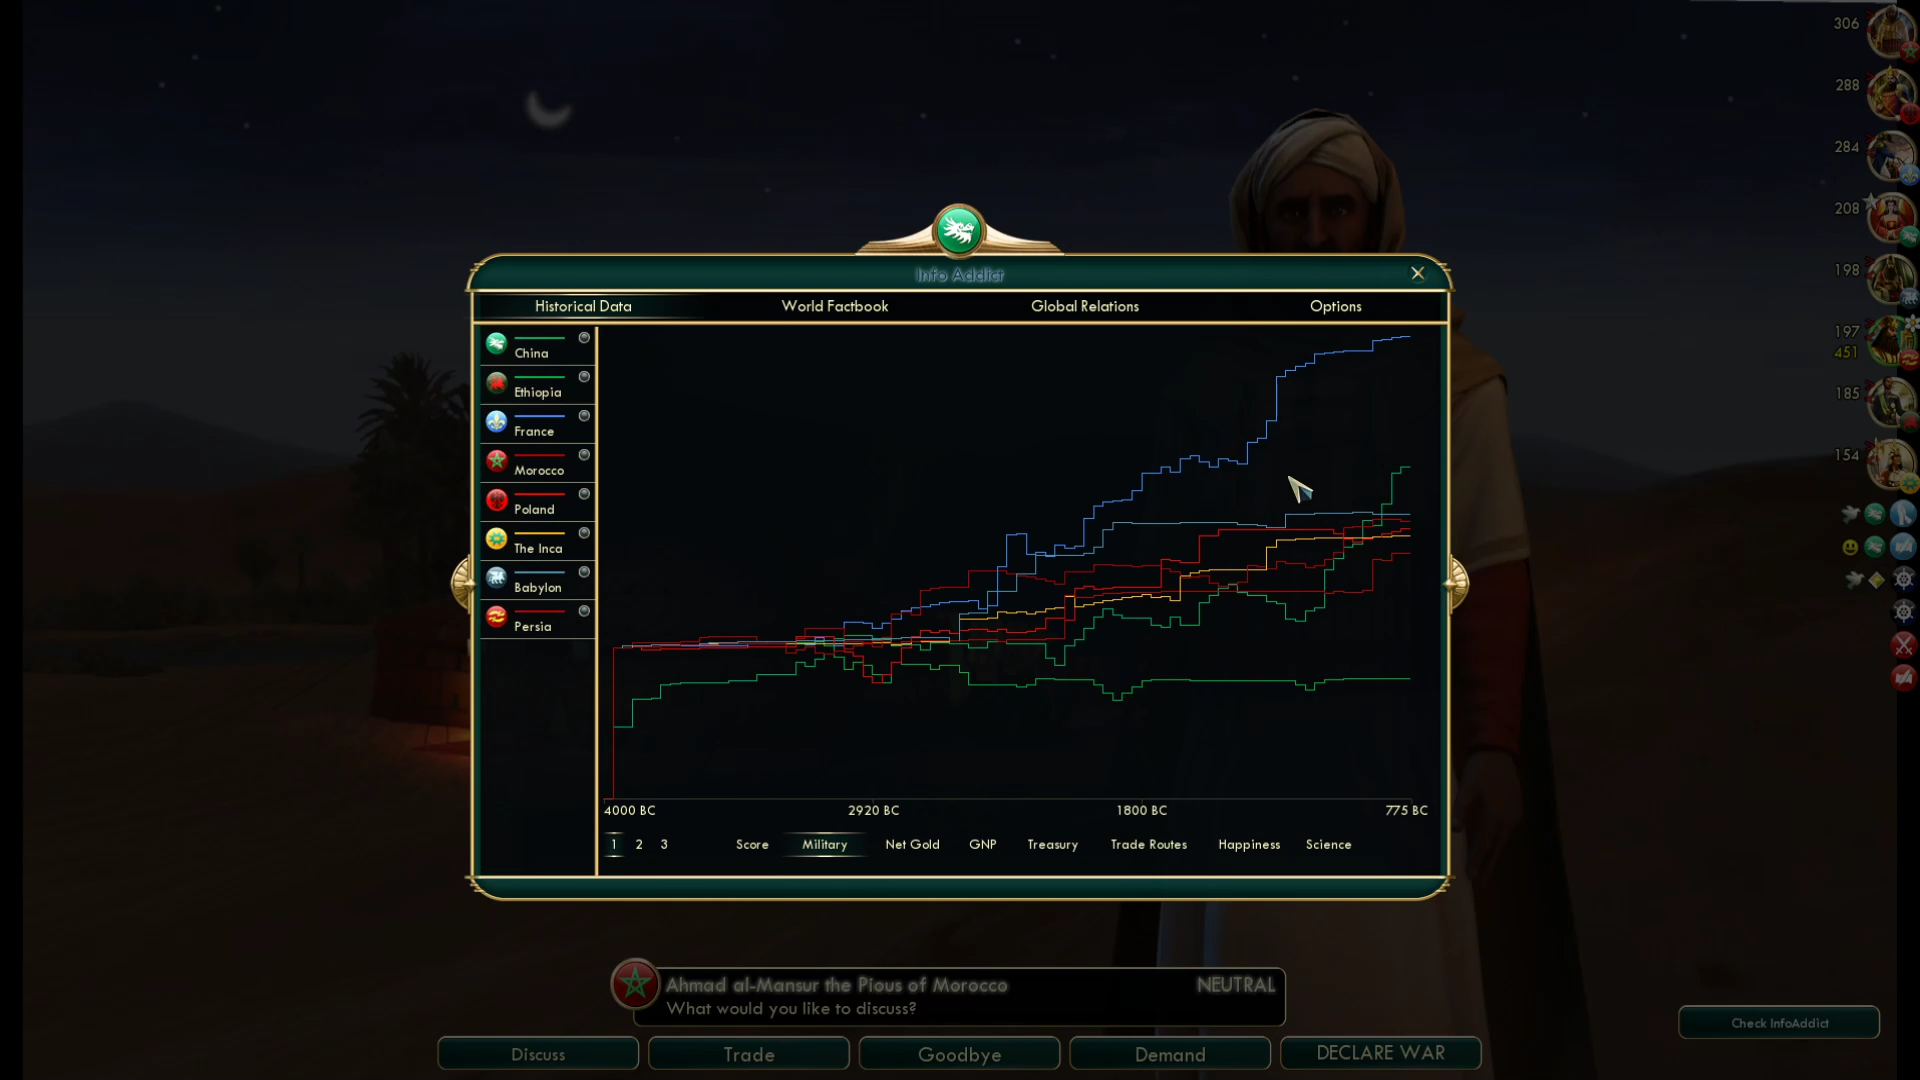 Info Addict
Historical Data World Factbook Global Relations Options
China
Ethiopia
France
Morocco
Poland
The Inca
Babylon
Persia
4000 BC 2920 BC 1800 BC 775 BC
1 2 3 Score Military Net Gold GNP Treasury Trade Routes Happiness Science
306
288
284
208
198
197
451
185
154
Ahmad al-Mansur the Pious of Morocco NEUTRAL
What would you like to discuss?
Check InfoAddict
Discuss Trade Goodbye Demand DECLARE WAR